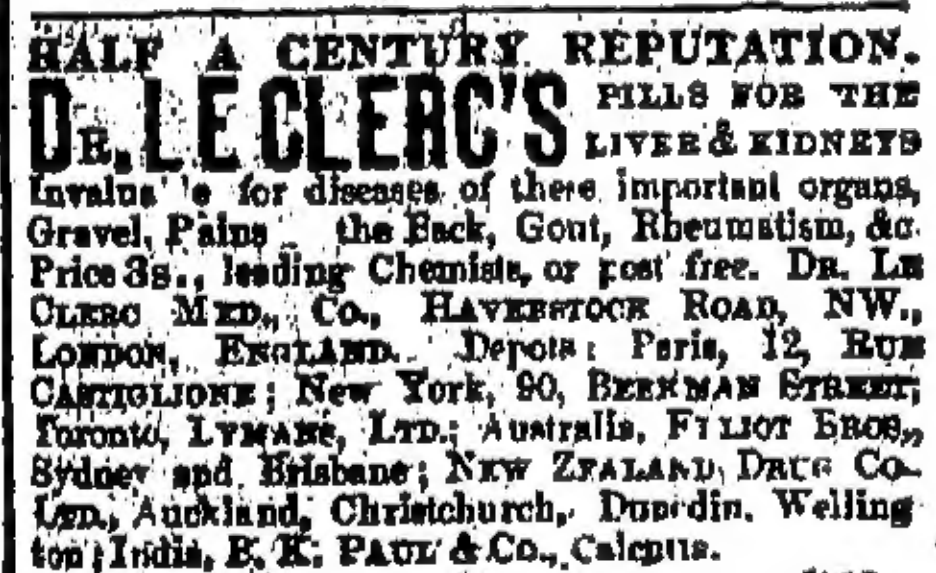 HALF A CENTURY REPUTATION.
DR. LE CLERC'S PILLS FOR THE
LIVER & KIDNEYS
for diseases of these important organs,
Gravel, Pains the Back, Gout, Rheumatism, &c.
Price 3s., leading Chemists, or post free. DR. LE
CLERC MED. CO., HAVERSTOCK ROAD, NW.,
LONDON, ENGLAND. Depots: Paris, 12, RUE
CASTIGLIONE; New York, 90, BEEKMAN STREET;
Toronto, LYMANS, LTD.; Australia, BROS.,
Sydney and Brisbane; NEW ZEALAND DRUG CO.
LTD., Auckland, Christchurch, Dunedin, Welling
ton; India, B. K. PAUL & CO., Calcutta.